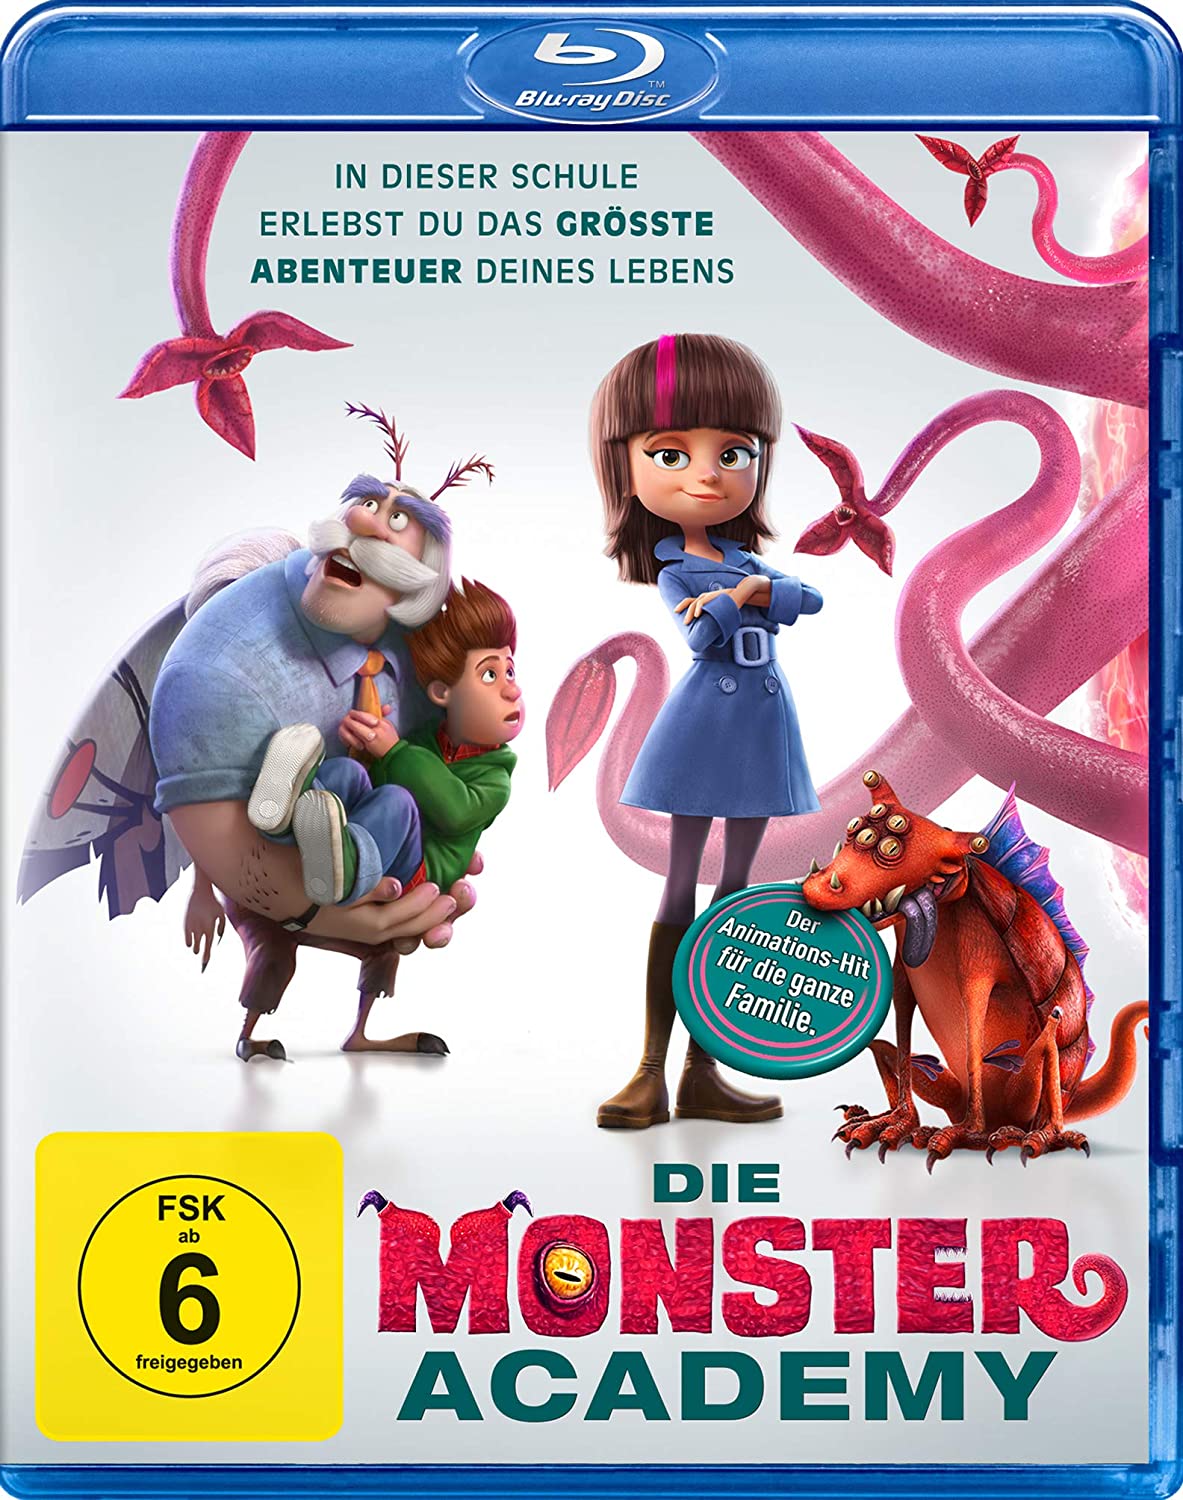 Blu-ray Disc
TM
IN DIESER SCHULE
ERLEBST DU DAS GRÖSSTE
ABENTEUER DEINES LEBENS
Der
Animations-Hit
für die ganze
Familie.
FSK
ab
6
freigegeben
DIE
MONSTER
ACADEMY